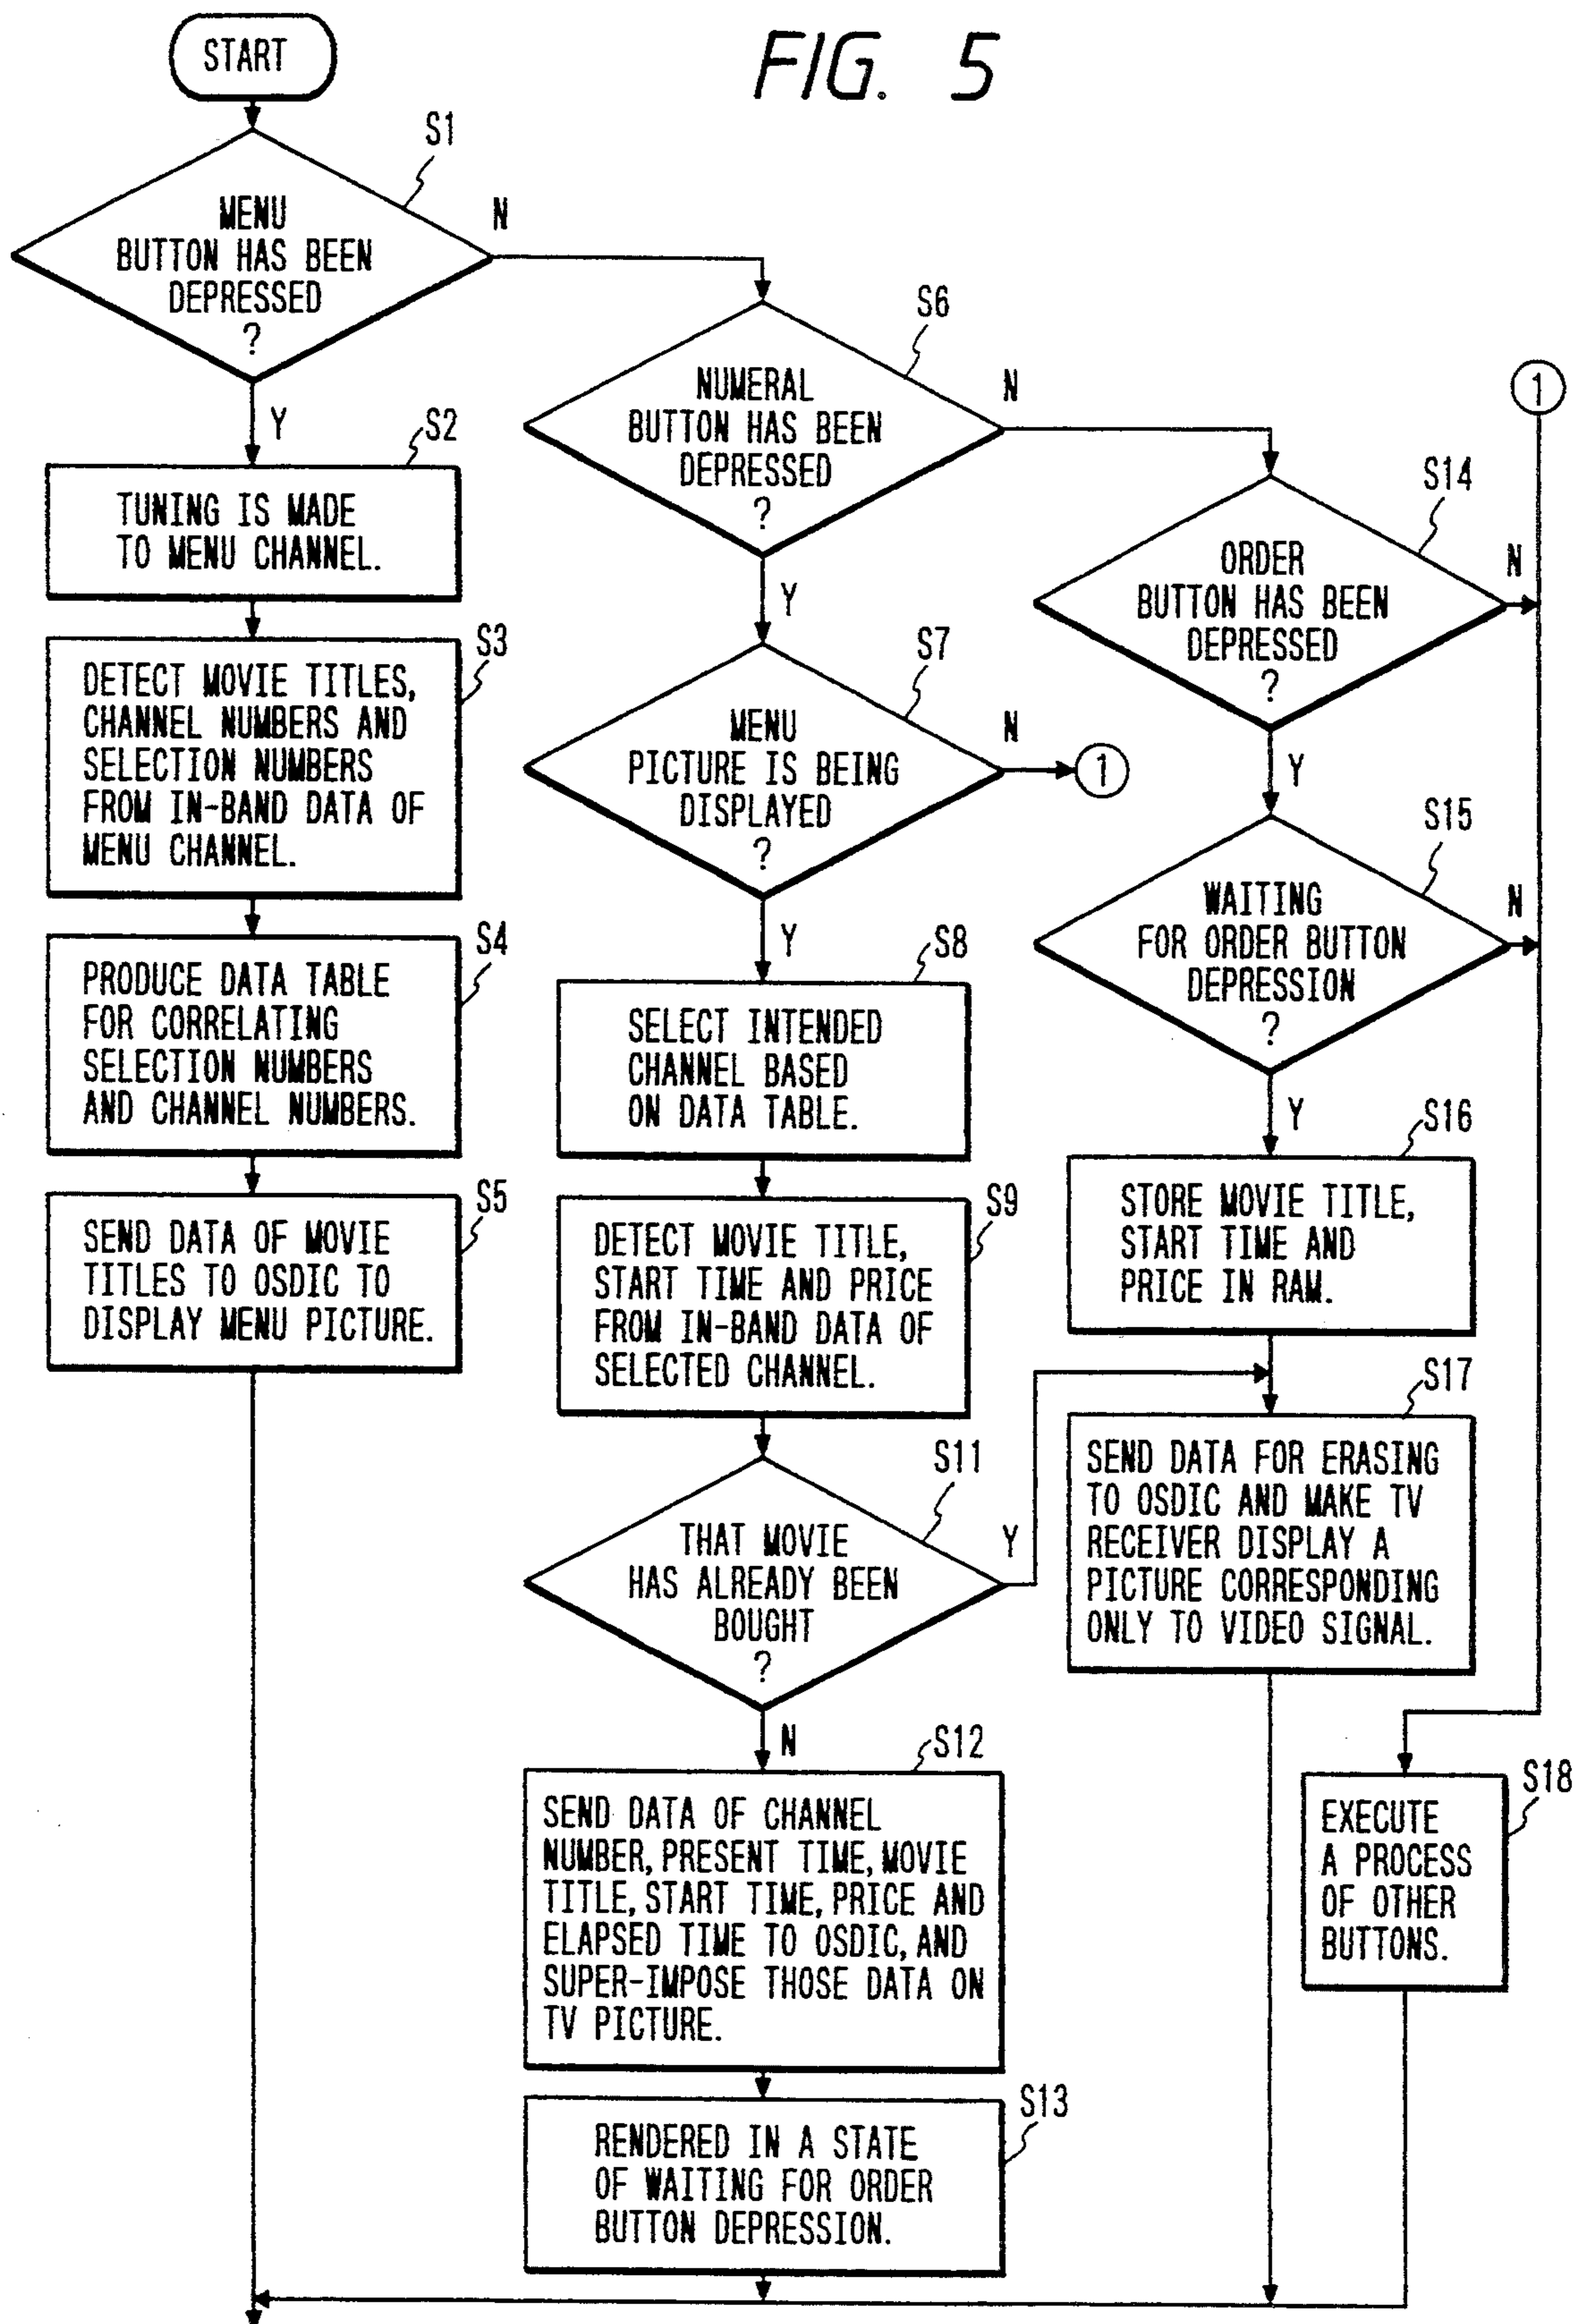 FIG. 5
START
S1
MENU
BUTTON HAS BEEN
DEPRESSED
?
N
Y
S2
TUNING IS MADE
TO MENU CHANNEL.
S3
DETECT MOVIE TITLES,
CHANNEL NUMBERS AND
SELECTION NUMBERS
FROM IN-BAND DATA OF
MENU CHANNEL.
S4
PRODUCE DATA TABLE
FOR CORRELATING
SELECTION NUMBERS
AND CHANNEL NUMBERS.
S5
SEND DATA OF MOVIE
TITLES TO OSDIC TO
DISPLAY MENU PICTURE.
S6
NUMERAL
BUTTON HAS BEEN
DEPRESSED
?
N
Y
S7
MENU
PICTURE IS BEING
DISPLAYED
?
N
1
Y
S8
SELECT INTENDED
CHANNEL BASED
ON DATA TABLE.
S9
DETECT MOVIE TITLE,
START TIME AND PRICE
FROM IN-BAND DATA OF
SELECTED CHANNEL.
S11
THAT MOVIE
HAS ALREADY BEEN
BOUGHT
?
Y
N
S12
SEND DATA OF CHANNEL
NUMBER, PRESENT TIME, MOVIE
TITLE, START TIME, PRICE AND
ELAPSED TIME TO OSDIC, AND
SUPER-IMPOSE THOSE DATA ON
TV PICTURE.
S13
RENDERED IN A STATE
OF WAITING FOR ORDER
BUTTON DEPRESSION.
1
S14
ORDER
BUTTON HAS BEEN
DEPRESSED
?
N
Y
S15
WAITING
FOR ORDER BUTTON
DEPRESSION
?
N
Y
S16
STORE MOVIE TITLE,
START TIME AND
PRICE IN RAM.
S17
SEND DATA FOR ERASING
TO OSDIC AND MAKE TV
RECEIVER DISPLAY A
PICTURE CORRESPONDING
ONLY TO VIDEO SIGNAL.
S18
EXECUTE
A PROCESS
OF OTHER
BUTTONS.